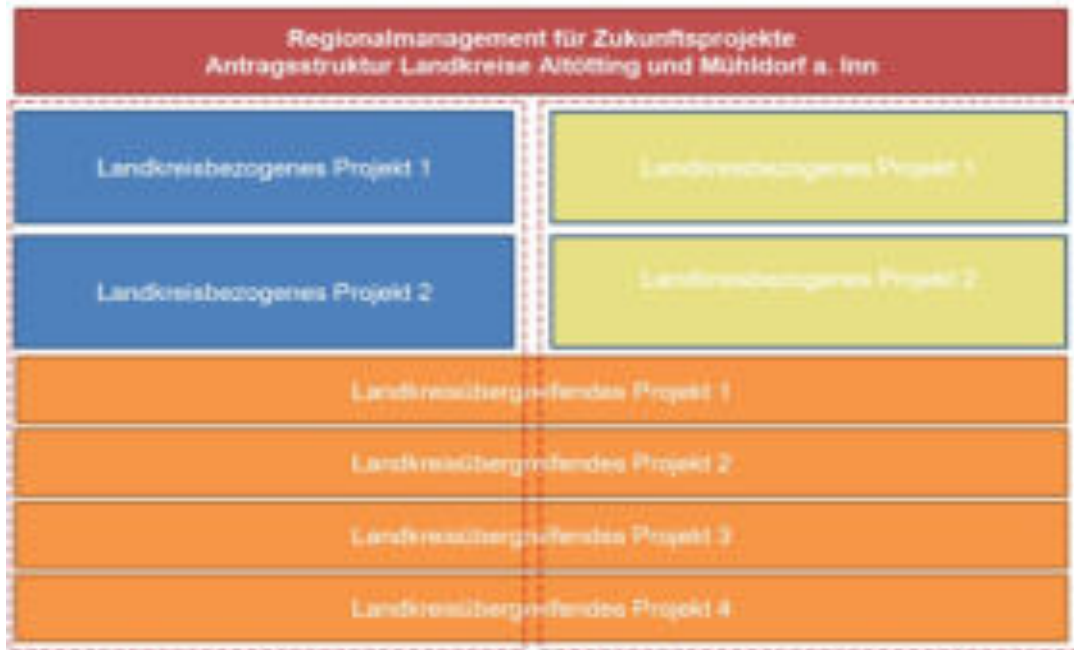 Regionalmanagement für Zukunftsprojekte
Antragsstruktur Landkreise Altötting und Mühldorf a. Inn
Landkreisbezogenes Projekt 1
Landkreisbezogenes Projekt 1
Landkreisbezogenes Projekt 2
Landkreisbezogenes Projekt 2
Landkreisübergreifendes Projekt 1
Landkreisübergreifendes Projekt 2
Landkreisübergreifendes Projekt 3
Landkreisübergreifendes Projekt 4